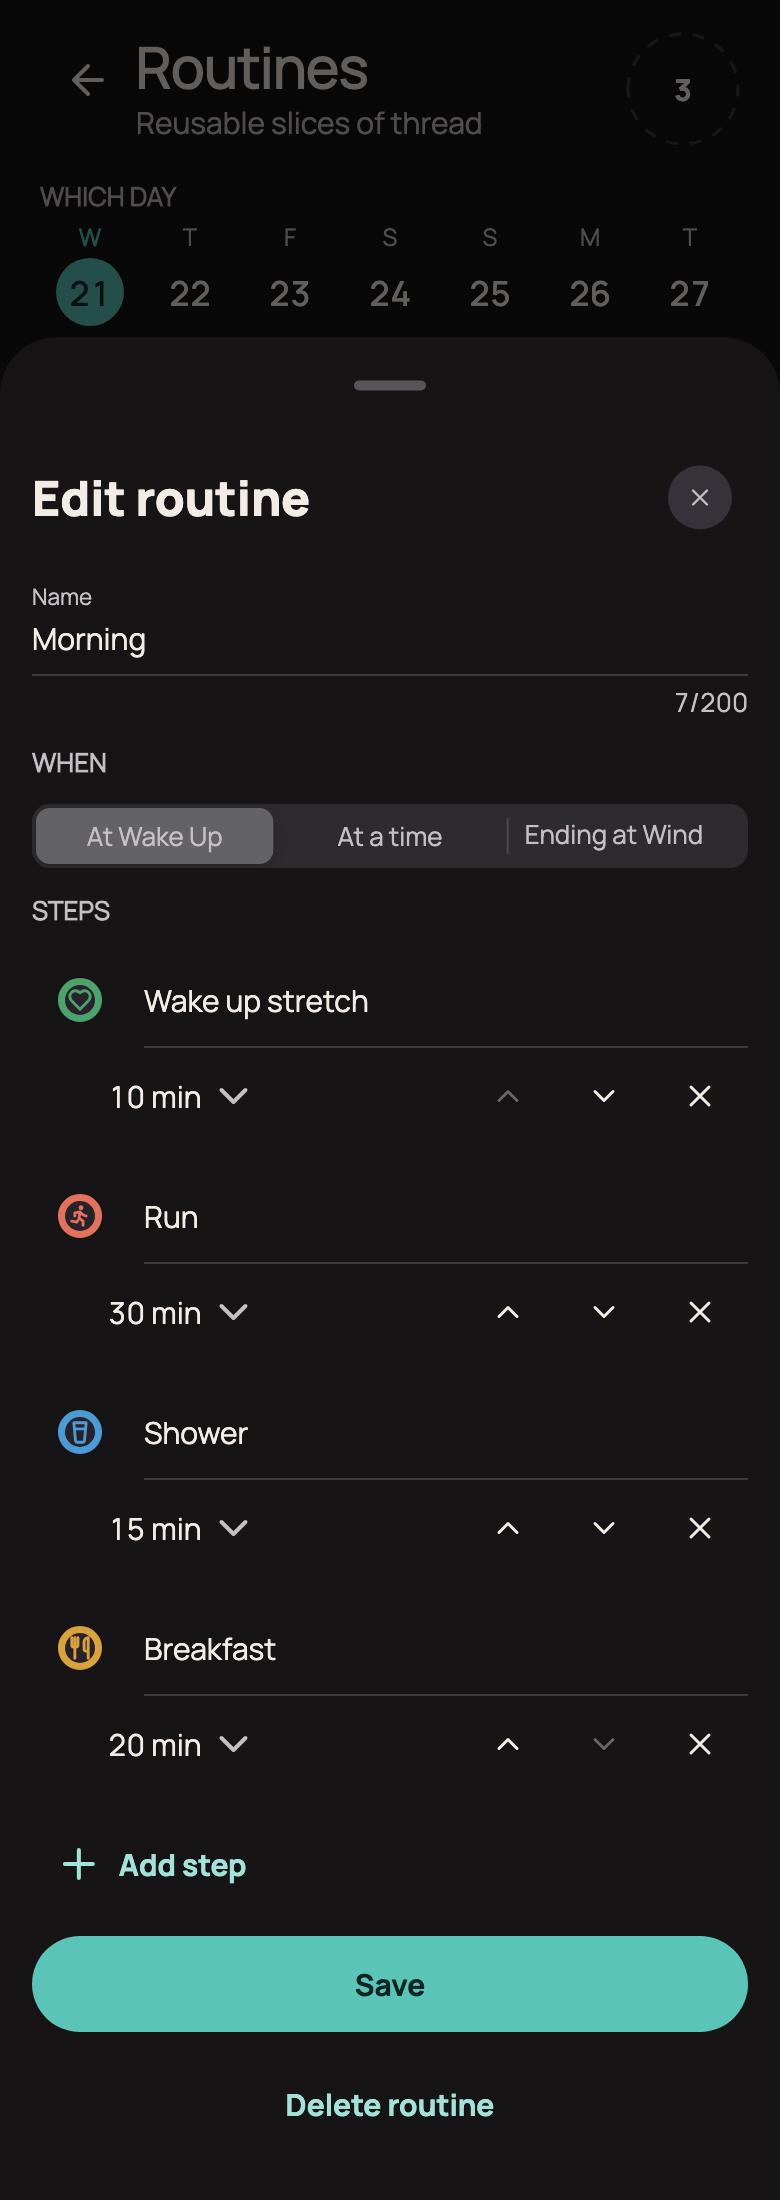 Routines
Reusable slices of thread
3
WHICH DAY
W T F S S M T
21 22 23 24 25 26 27
Edit routine
Name
Morning
7/200
WHEN
At Wake Up At a time Ending at Wind
STEPS
Wake up stretch
10 min
Run
30 min
Shower
15 min
Breakfast
20 min
Add step
Save
Delete routine